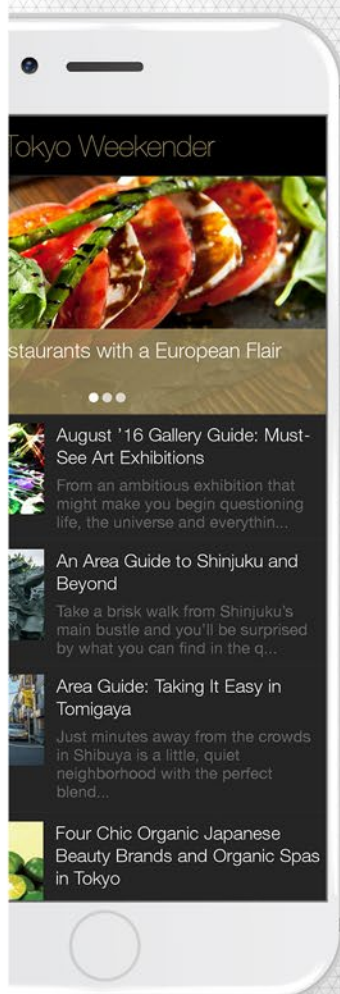 Tokyo Weekender
staurants with a European Flair
August '16 Gallery Guide: Must-
See Art Exhibitions
From an ambitious exhibition that
might make you begin questioning
life, the universe and everythin...
An Area Guide to Shinjuku and
Beyond
Take a brisk walk from Shinjuku's
main bustle and you'll be surprised
by what you can find in the q...
Area Guide: Taking It Easy in
Tomigaya
Just minutes away from the crowds
in Shibuya is a little, quiet
neighborhood with the perfect
blend...
Four Chic Organic Japanese
Beauty Brands and Organic Spas
in Tokyo